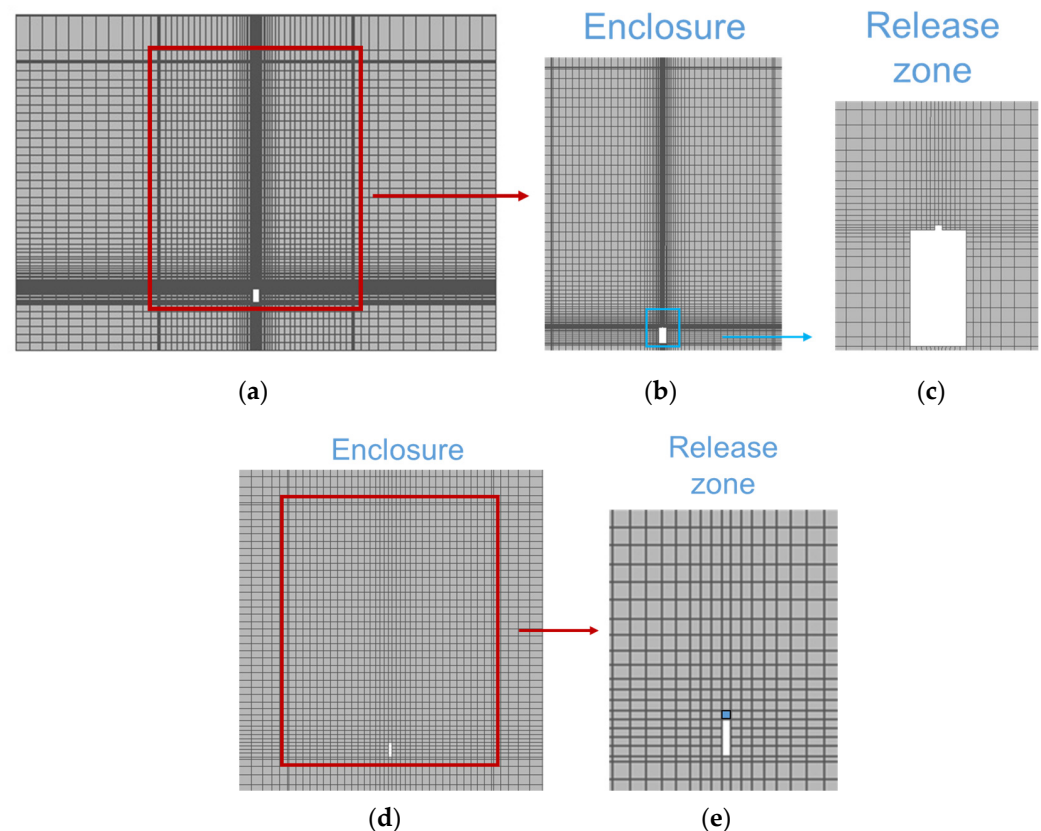 Enclosure
Release
zone
(a)
(b)
(c)
Enclosure
Release
zone
(d)
(e)